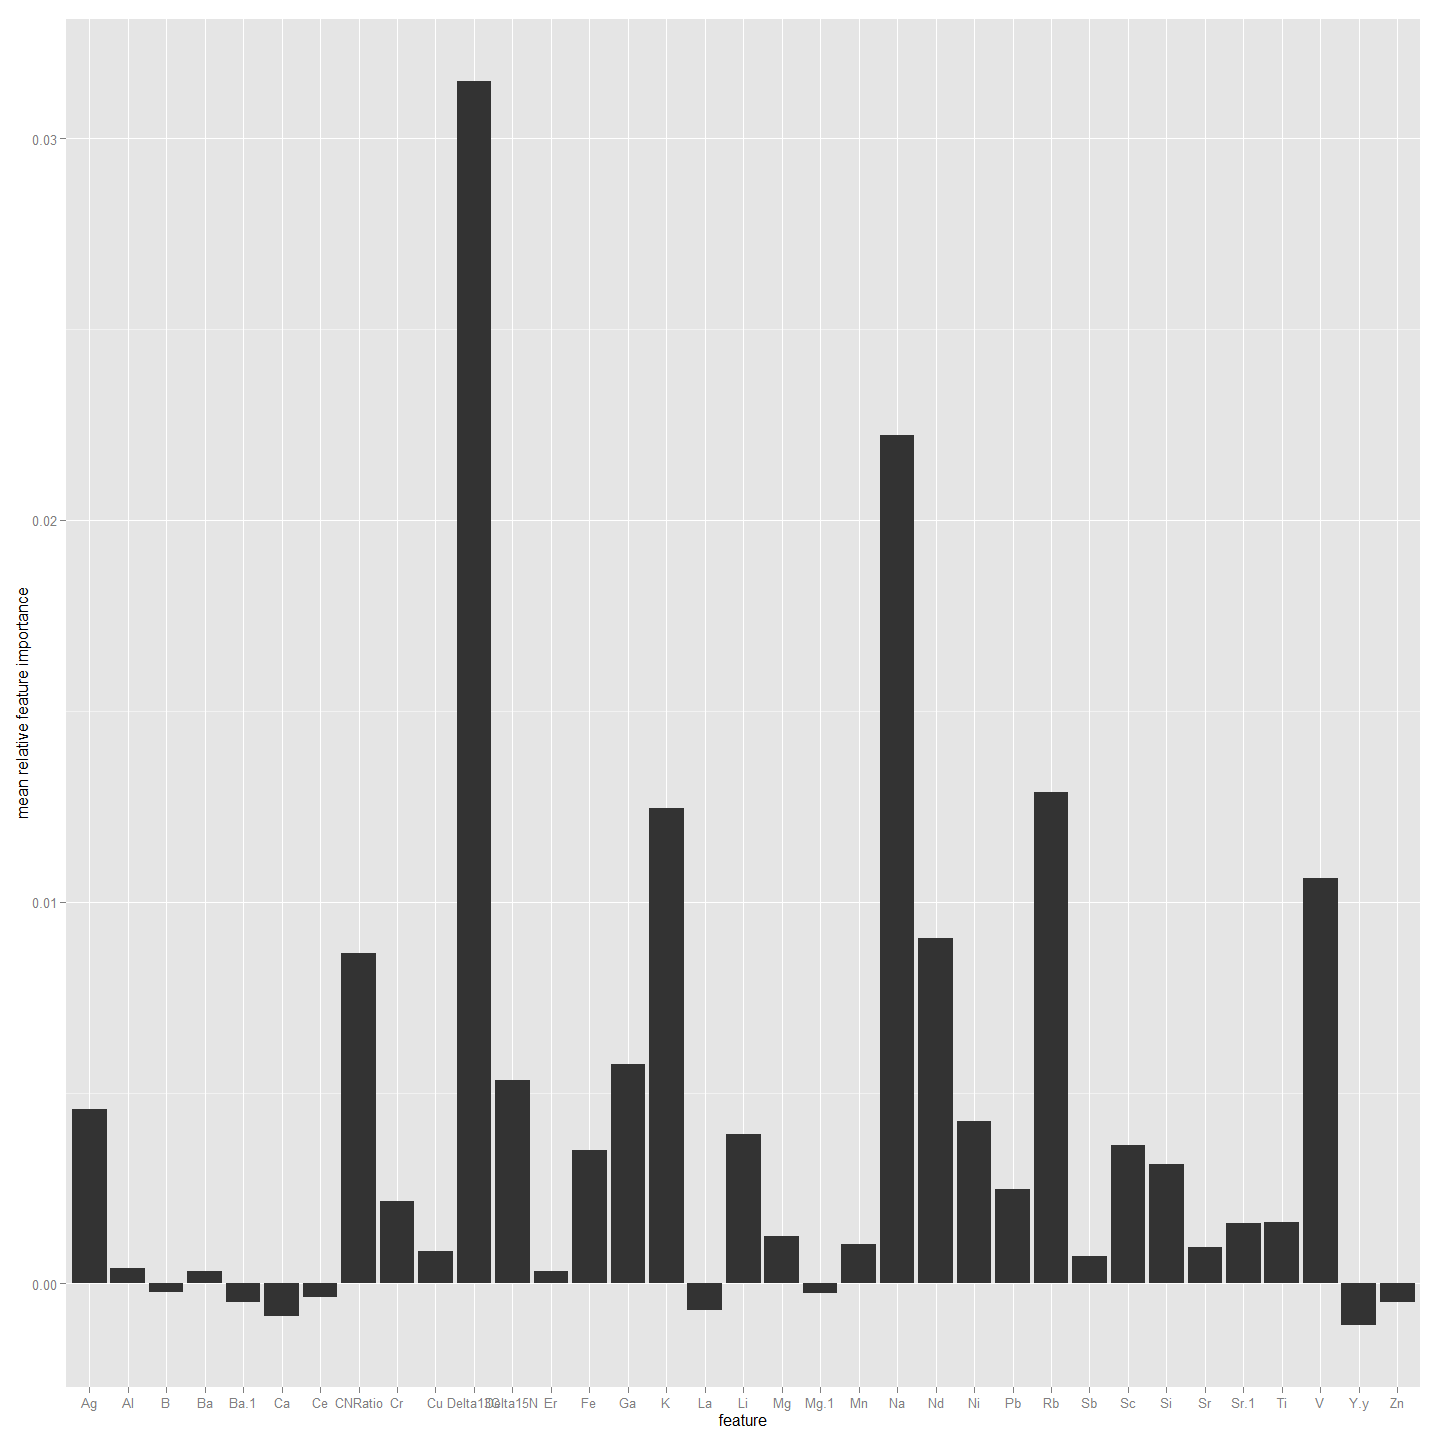 mean relative feature importance
0.03
0.02
0.01
0.00
Ag Al B Ba Ba.1 Ca Ce CNRatio Cr Cu Delta13C Delta15N Er Fe Ga K La Li Mg Mg.1 Mn Na Nd Ni Pb Rb Sb Sc Si Sr Sr.1 Ti V Y.y Zn
feature